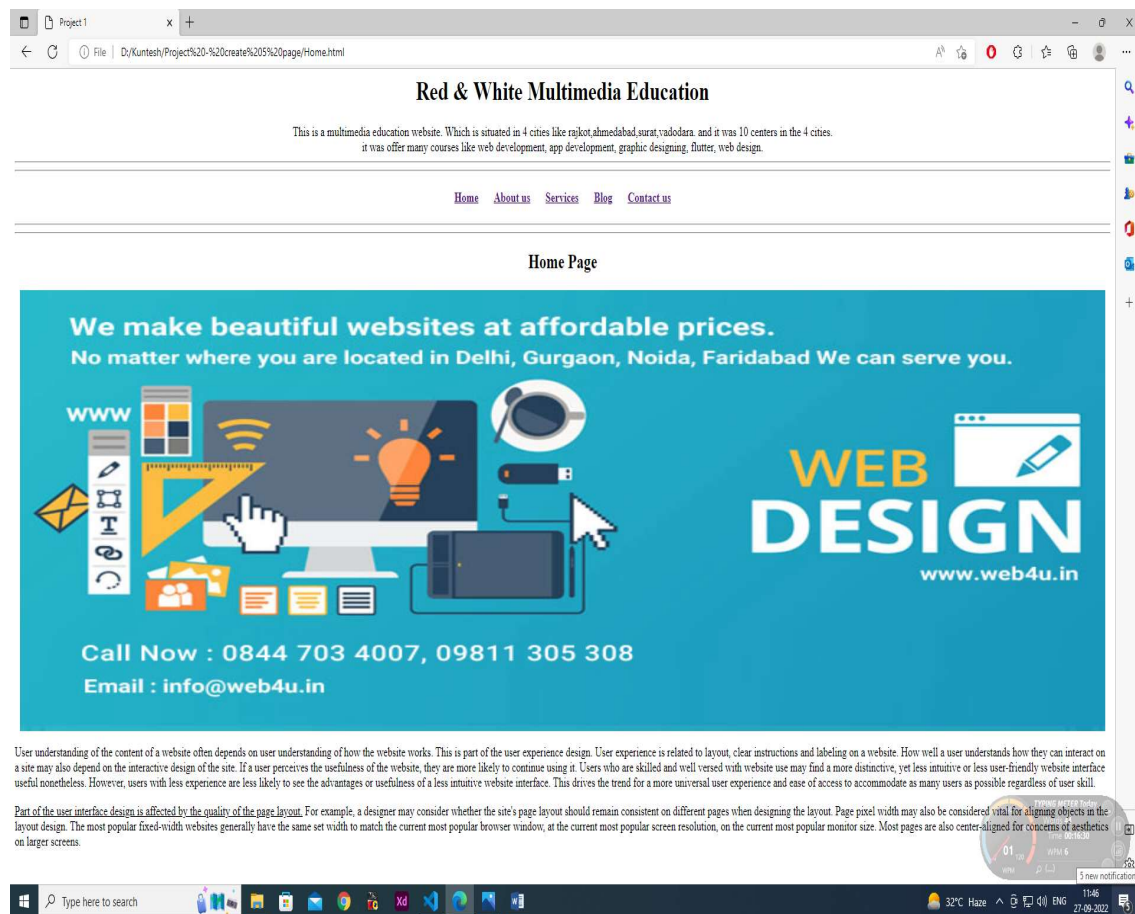 Project 1
File D:/Kuntesh/Project%20-%20create%205%20page/Home.html
Red & White Multimedia Education
This is a multimedia education website. Which is situated in 4 cities like rajkot,ahmedabad,surat,vadodara. and it was 10 centers in the 4 cities.
it was offer many courses like web development, app development, graphic designing, flutter, web design.
Home About us Services Blog Contact us
Home Page
We make beautiful websites at affordable prices.
No matter where you are located in Delhi, Gurgaon, Noida, Faridabad We can serve you.
www
WEB
DESIGN
www.web4u.in
Call Now : 0844 703 4007, 09811 305 308
Email : info@web4u.in
User understanding of the content of a website often depends on user understanding of how the website works. This is part of the user experience design. User experience is related to layout, clear instructions and labeling on a website. How well a user understands how they can interact on
a site may also depend on the interactive design of the site. If a user perceives the usefulness of the website, they are more likely to continue using it. Users who are skilled and well versed with website use may find a more distinctive, yet less intuitive or less user-friendly website interface
useful nonetheless. However, users with less experience are less likely to see the advantages or usefulness of a less intuitive website interface. This drives the trend for a more universal user experience and ease of access to accommodate as many users as possible regardless of user skill.
Part of the user interface design is affected by the quality of the page layout. For example, a designer may consider whether the site's page layout should remain consistent on different pages when designing the layout. Page pixel width may also be considered vital for aligning objects in the
layout design. The most popular fixed-width websites generally have the same set width to match the current most popular browser window, at the current most popular screen resolution, on the current most popular monitor size. Most pages are also center-aligned for concerns of aesthetics
on larger screens.
TYPING METER Today
Time 00:16:30
01 120 WPM 6
WPM
5 new notification
Type here to search
Xd
32°C Haze ENG 11:46
27-09-2022